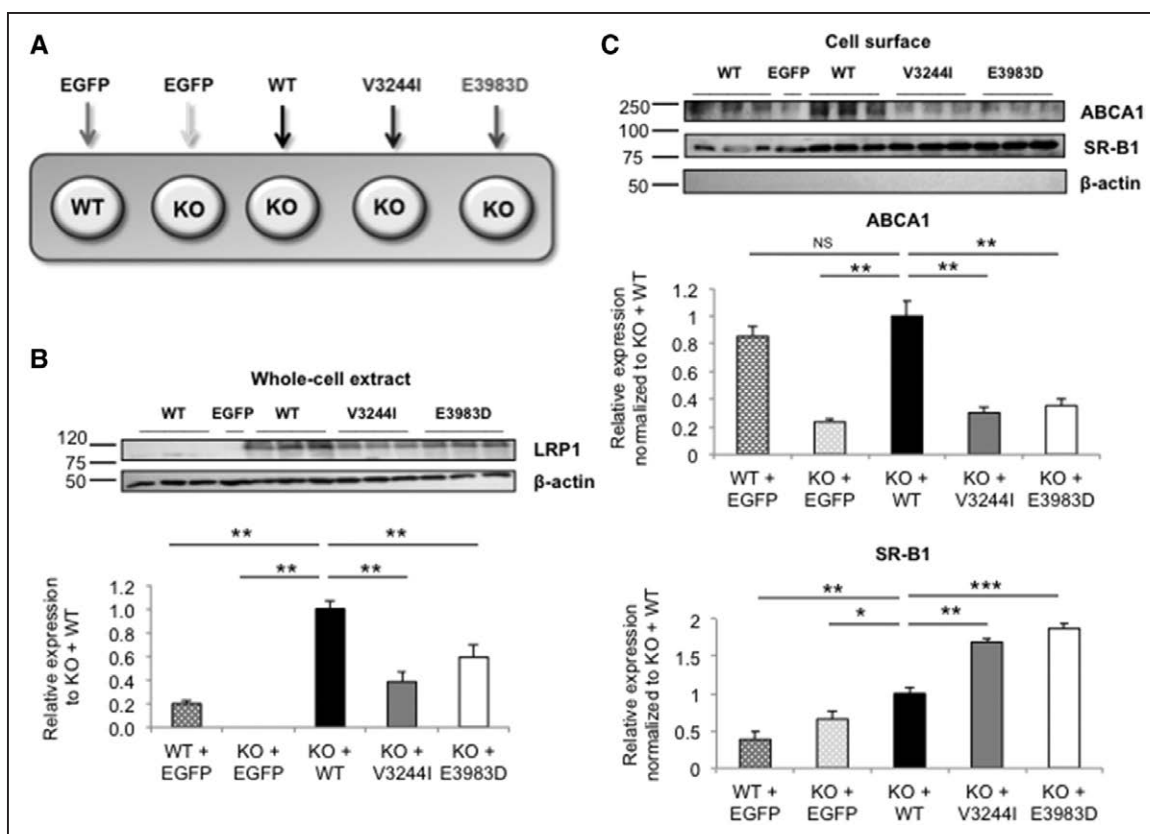 A
EGFP EGFP WT V3244I E3983D
WT KO KO KO KO
B
Whole-cell extract
WT EGFP WT V3244I E3983D
120
75
50
LRP1
β-actin
** **
** **
Relative expression
to KO + WT
1.2
1.0
0.8
0.6
0.4
0.2
0.0
WT + EGFP
KO + EGFP
KO + WT
KO + V3244I
KO + E3983D
C
Cell surface
WT EGFP WT V3244I E3983D
250
100
75
50
ABCA1
SR-B1
β-actin
ABCA1
NS **
** **
Relative expression
normalized to KO + WT
1.2
1
0.8
0.6
0.4
0.2
0
WT + EGFP
KO + EGFP
KO + WT
KO + V3244I
KO + E3983D
SR-B1
** ***
* **
Relative expression
normalized to KO + WT
2
1.5
1
0.5
0
WT + EGFP
KO + EGFP
KO + WT
KO + V3244I
KO + E3983D